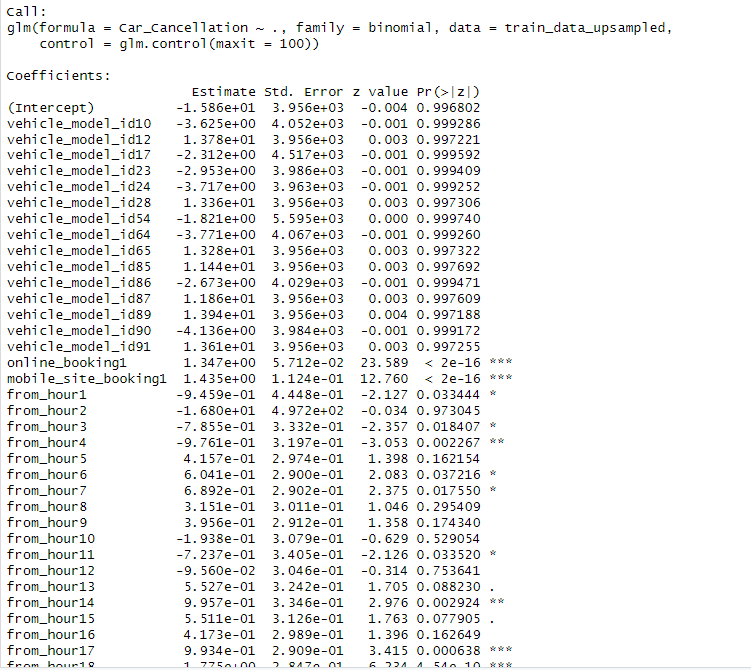 Call:
glm(formula = Car_Cancellation ~ ., family = binomial, data = train_data_upsampled,
    control = glm.control(maxit = 100))
Coefficients:
Estimate Std. Error z value Pr(>|z|)
(Intercept) -1.586e+01 3.956e+03 -0.004 0.996802
vehicle_model_id10 -3.625e+00 4.052e+03 -0.001 0.999286
vehicle_model_id12 1.378e+01 3.956e+03 0.003 0.997221
vehicle_model_id17 -2.312e+00 4.517e+03 -0.001 0.999592
vehicle_model_id23 -2.953e+00 3.986e+03 -0.001 0.999409
vehicle_model_id24 -3.717e+00 3.963e+03 -0.001 0.999252
vehicle_model_id28 1.336e+01 3.956e+03 0.003 0.997306
vehicle_model_id54 -1.821e+00 5.595e+03 0.000 0.999740
vehicle_model_id64 -3.771e+00 4.067e+03 -0.001 0.999260
vehicle_model_id65 1.328e+01 3.956e+03 0.003 0.997322
vehicle_model_id85 1.144e+01 3.956e+03 0.003 0.997692
vehicle_model_id86 -2.673e+00 4.029e+03 -0.001 0.999471
vehicle_model_id87 1.186e+01 3.956e+03 0.003 0.997609
vehicle_model_id89 1.394e+01 3.956e+03 0.004 0.997188
vehicle_model_id90 -4.136e+00 3.984e+03 -0.001 0.999172
vehicle_model_id91 1.361e+01 3.956e+03 0.003 0.997255
online_booking1 1.347e+00 5.712e-02 23.589 < 2e-16 ***
mobile_site_booking1 1.435e+00 1.124e-01 12.760 < 2e-16 ***
from_hour1 -9.459e-01 4.448e-01 -2.127 0.033444 *
from_hour2 -1.680e+01 4.972e+02 -0.034 0.973045
from_hour3 -7.855e-01 3.332e-01 -2.357 0.018407 *
from_hour4 -9.761e-01 3.197e-01 -3.053 0.002267 **
from_hour5 4.157e-01 2.974e-01 1.398 0.162154
from_hour6 6.041e-01 2.900e-01 2.083 0.037216 *
from_hour7 6.892e-01 2.902e-01 2.375 0.017550 *
from_hour8 3.151e-01 3.011e-01 1.046 0.295409
from_hour9 3.956e-01 2.912e-01 1.358 0.174340
from_hour10 -1.938e-01 3.079e-01 -0.629 0.529054
from_hour11 -7.237e-01 3.405e-01 -2.126 0.033520 *
from_hour12 -9.560e-02 3.046e-01 -0.314 0.753641
from_hour13 5.527e-01 3.242e-01 1.705 0.088230 .
from_hour14 9.957e-01 3.346e-01 2.976 0.002924 **
from_hour15 5.511e-01 3.126e-01 1.763 0.077905 .
from_hour16 4.173e-01 2.989e-01 1.396 0.162649
from_hour17 9.934e-01 2.909e-01 3.415 0.000638 ***
from_hour18 1.775e+00 2.847e-01 6.234 4.54e-10 ***